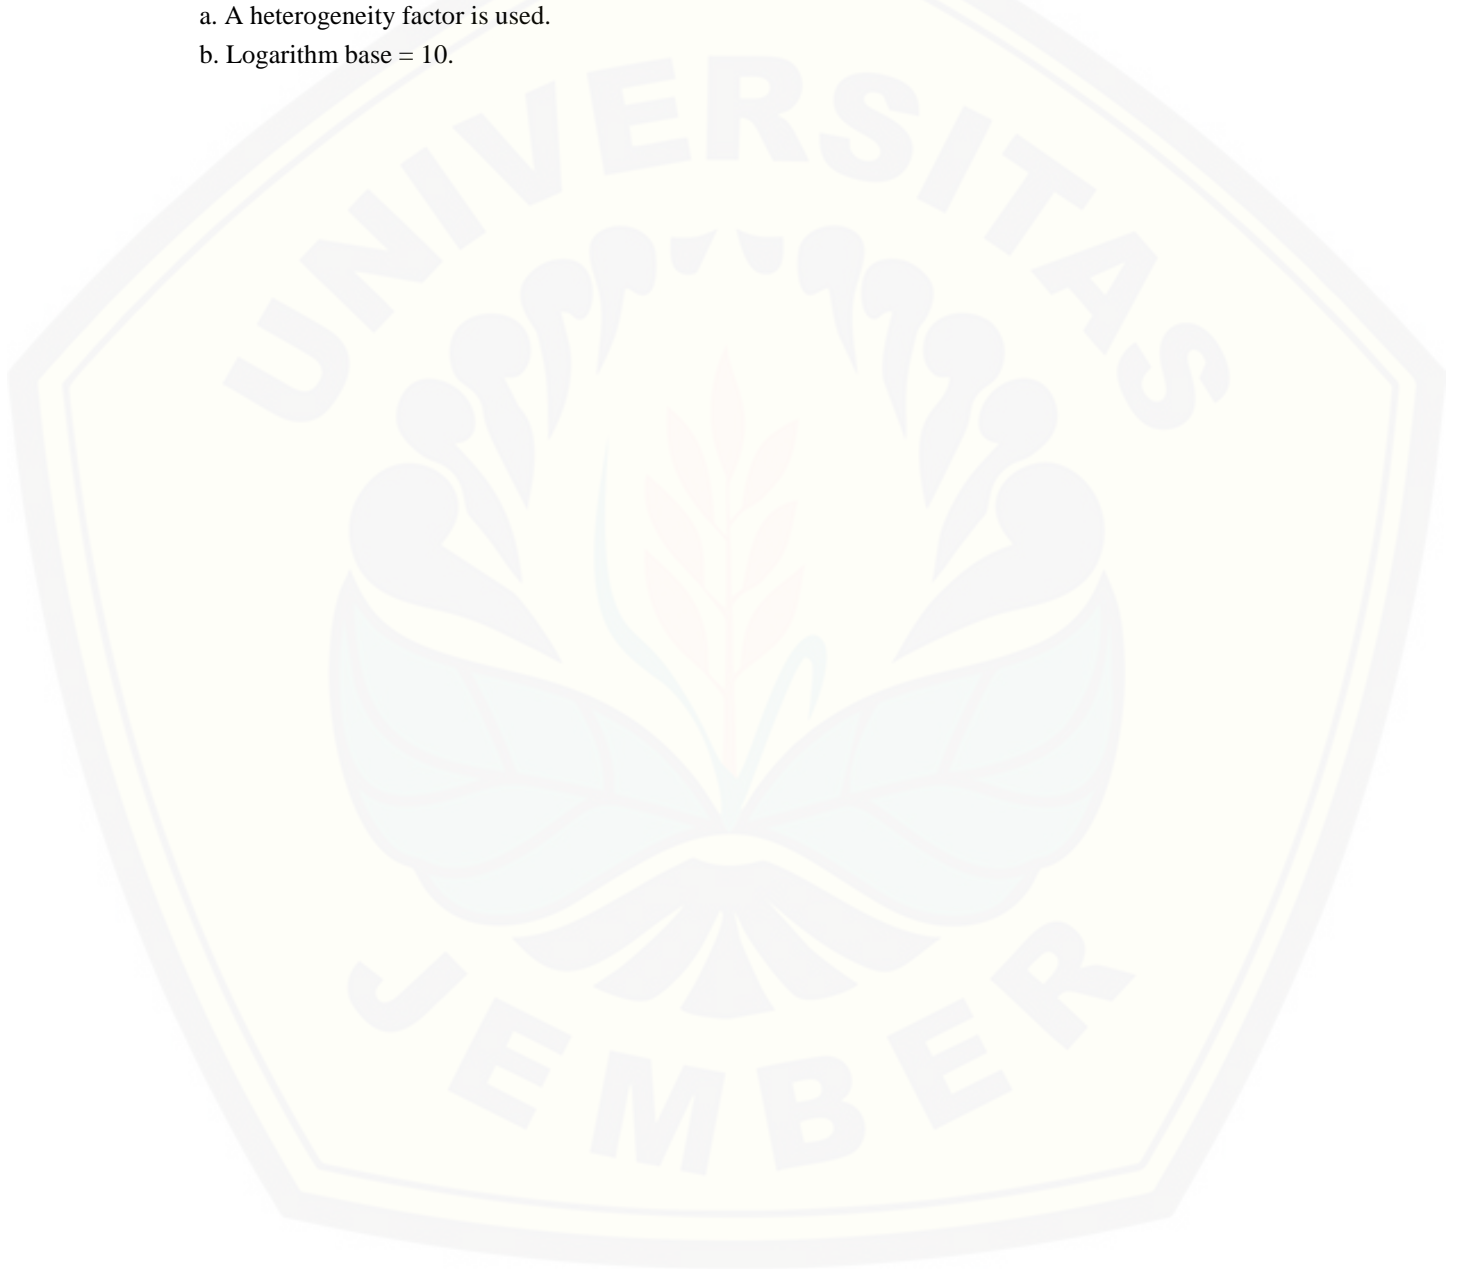 a. A heterogeneity factor is used.
b. Logarithm base = 10.
UNIVERSITAS
JEMBER